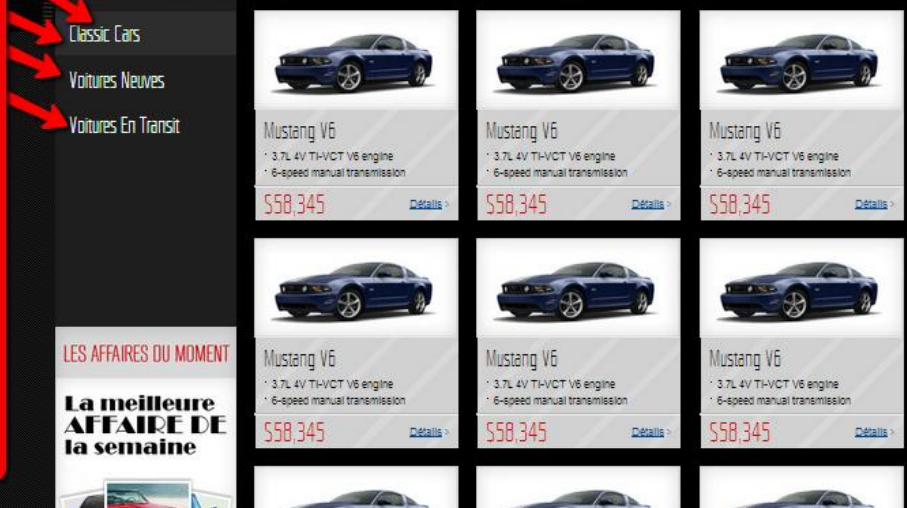 Classic Cars
Voitures Neuves
Voitures En Transit
LES AFFAIRES DU MOMENT
La meilleure
AFFAIRE DE
la semaine
Mustang V6
· 3.7L 4V Ti-VCT V6 engine
· 6-speed manual transmission
$58,345
Détails >
Mustang V6
· 3.7L 4V Ti-VCT V6 engine
· 6-speed manual transmission
$58,345
Détails >
Mustang V6
· 3.7L 4V Ti-VCT V6 engine
· 6-speed manual transmission
$58,345
Détails >
Mustang V6
· 3.7L 4V Ti-VCT V6 engine
· 6-speed manual transmission
$58,345
Détails >
Mustang V6
· 3.7L 4V Ti-VCT V6 engine
· 6-speed manual transmission
$58,345
Détails >
Mustang V6
· 3.7L 4V Ti-VCT V6 engine
· 6-speed manual transmission
$58,345
Détails >